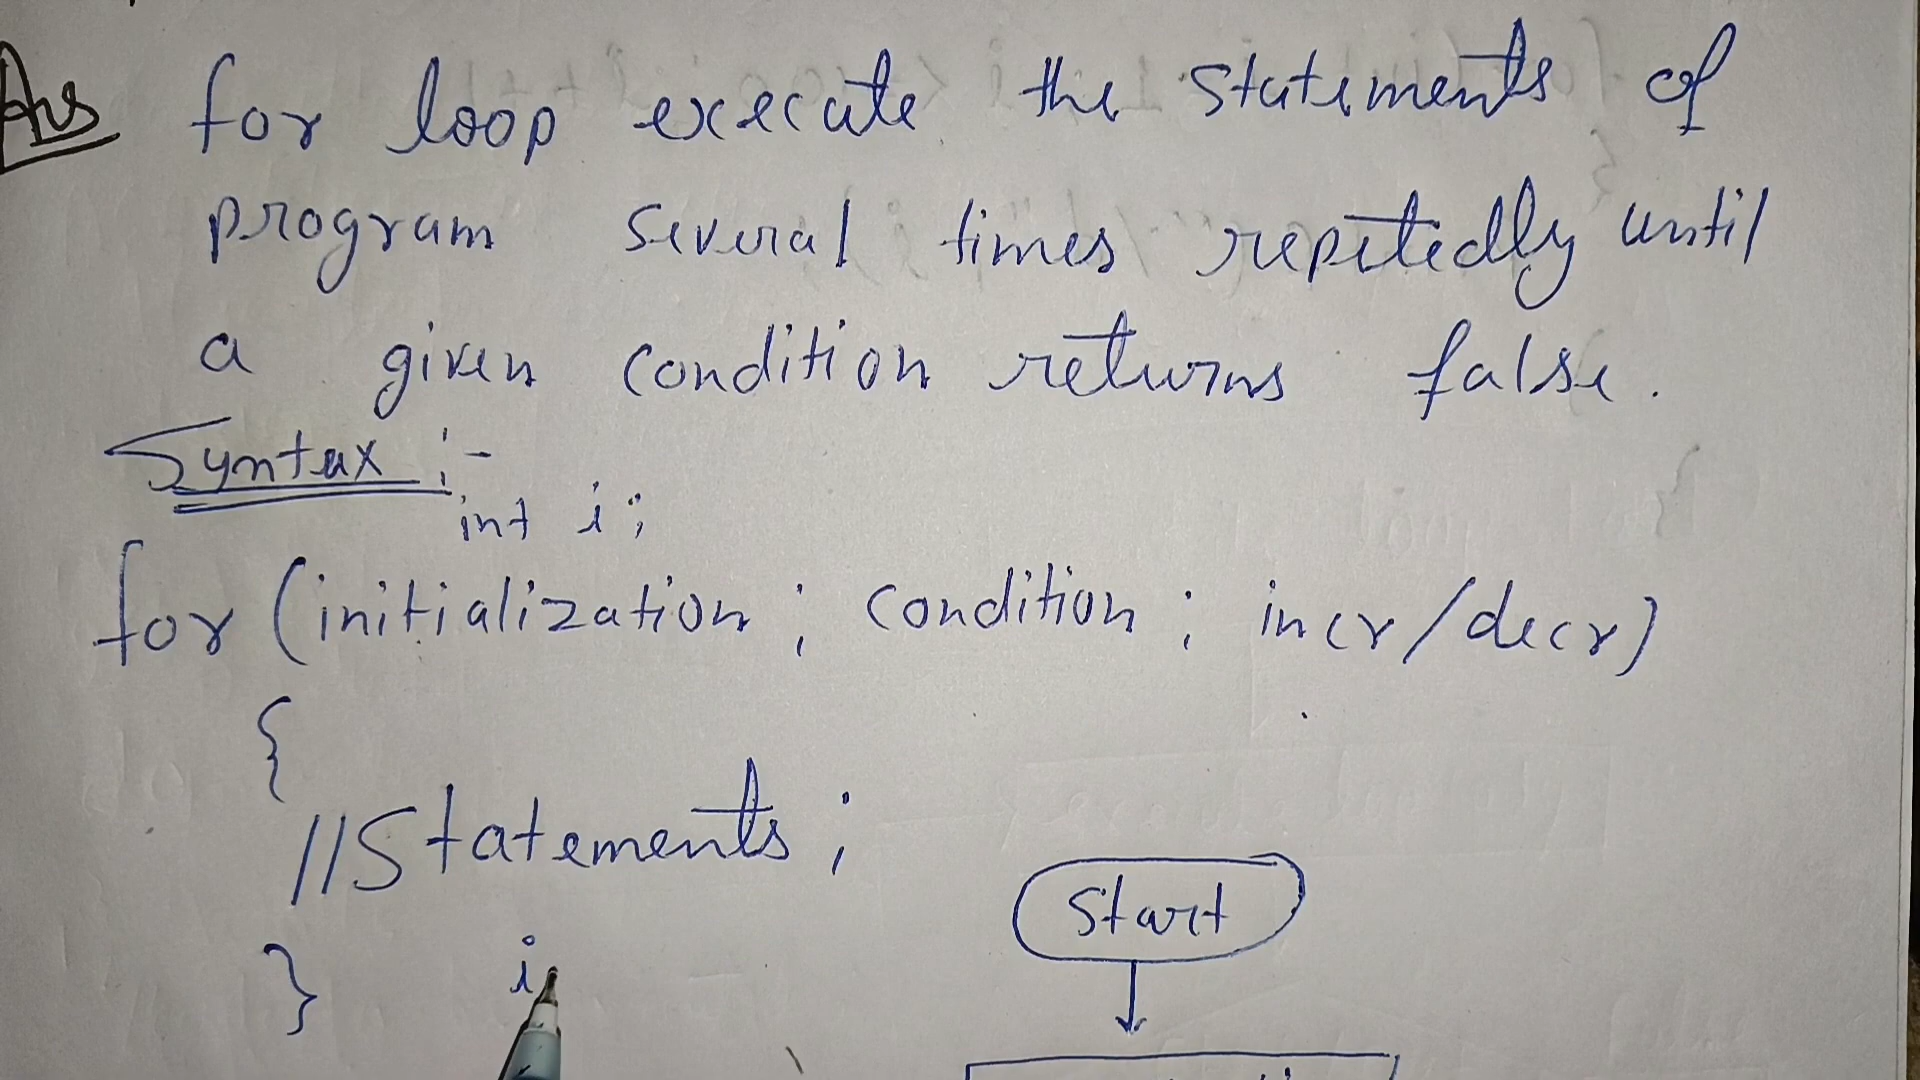 Ans for loop execute the statements of
program several times repetedly until
a given condition returns false.
Syntax :-
int i;
for (initialization ; condition ; incr/decr)
{
//Statements ;
}
i
Start